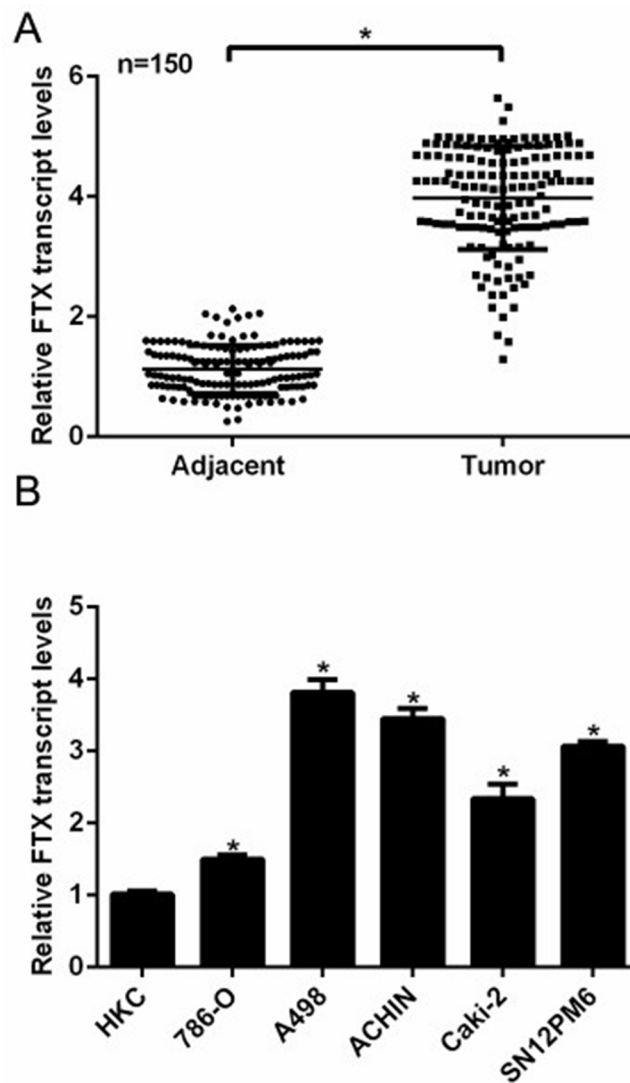 A
*
n=150
Relative FTX transcript levels
6
4
2
0
Adjacent Tumor
B
Relative FTX transcript levels
5
4
3
2
1
0
* * * * *
HKC 786-O A498 ACHIN Caki-2 SN12PM6